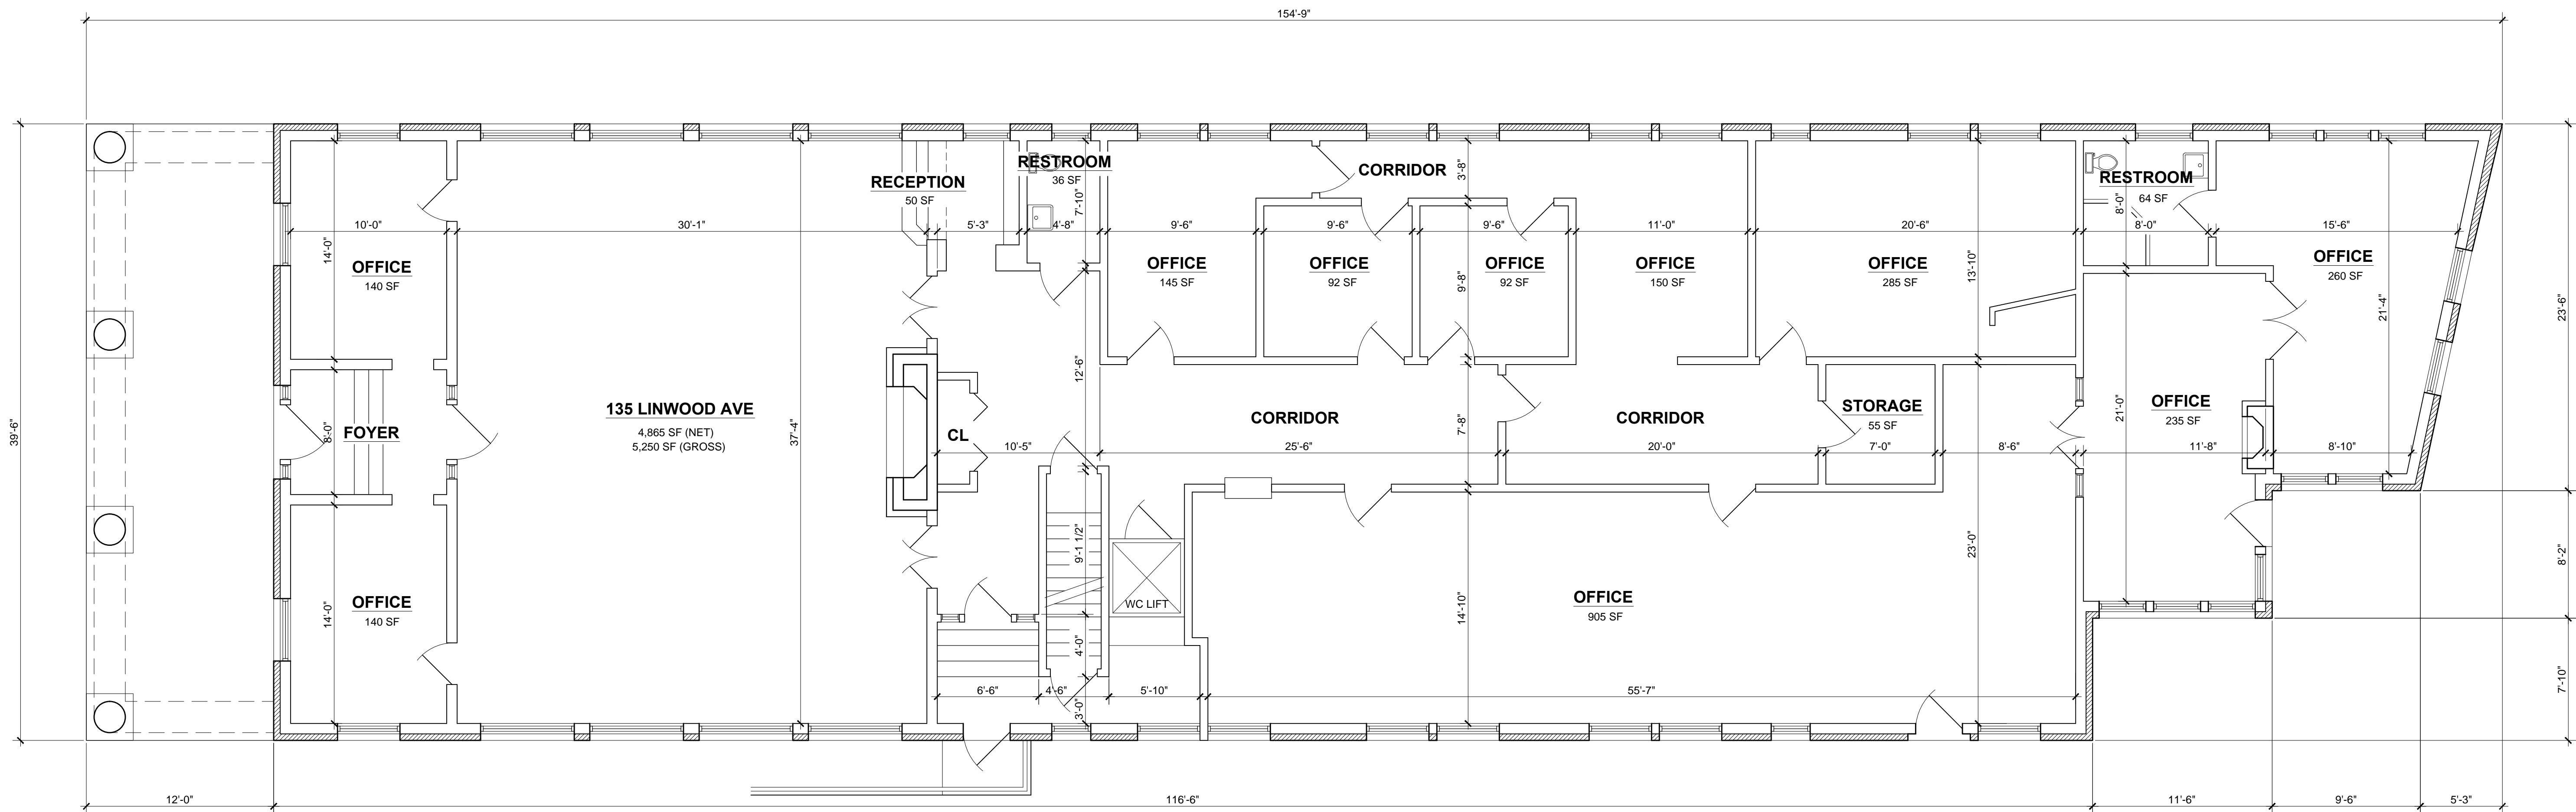 154'-9"
39'-6"
RECEPTION
50 SF
RESTROOM
36 SF
7'-10"
CORRIDOR
3'-8"
RESTROOM
64 SF
8'-0"
10'-0"
30'-1"
5'-3"
4'-8"
9'-6"
9'-6"
9'-6"
11'-0"
20'-6"
8'-0"
15'-6"
14'-0"
OFFICE
140 SF
OFFICE
145 SF
OFFICE
92 SF
9'-8"
OFFICE
92 SF
OFFICE
150 SF
OFFICE
285 SF
13'-10"
OFFICE
260 SF
21'-4"
23'-6"
12'-6"
135 LINWOOD AVE
4,865 SF (NET)
5,250 SF (GROSS)
37'-4"
FOYER
8'-0"
CL
CORRIDOR
7'-8"
CORRIDOR
STORAGE
55 SF
OFFICE
235 SF
21'-0"
10'-5"
25'-6"
20'-0"
7'-0"
8'-6"
11'-8"
8'-10"
9'-1 1/2"
23'-0"
8'-2"
OFFICE
140 SF
14'-0"
WC LIFT
14'-10"
OFFICE
905 SF
4'-0"
6'-6"
4'-6"
5'-10"
55'-7"
3'-0"
7'-10"
12'-0"
116'-6"
11'-6"
9'-6"
5'-3"